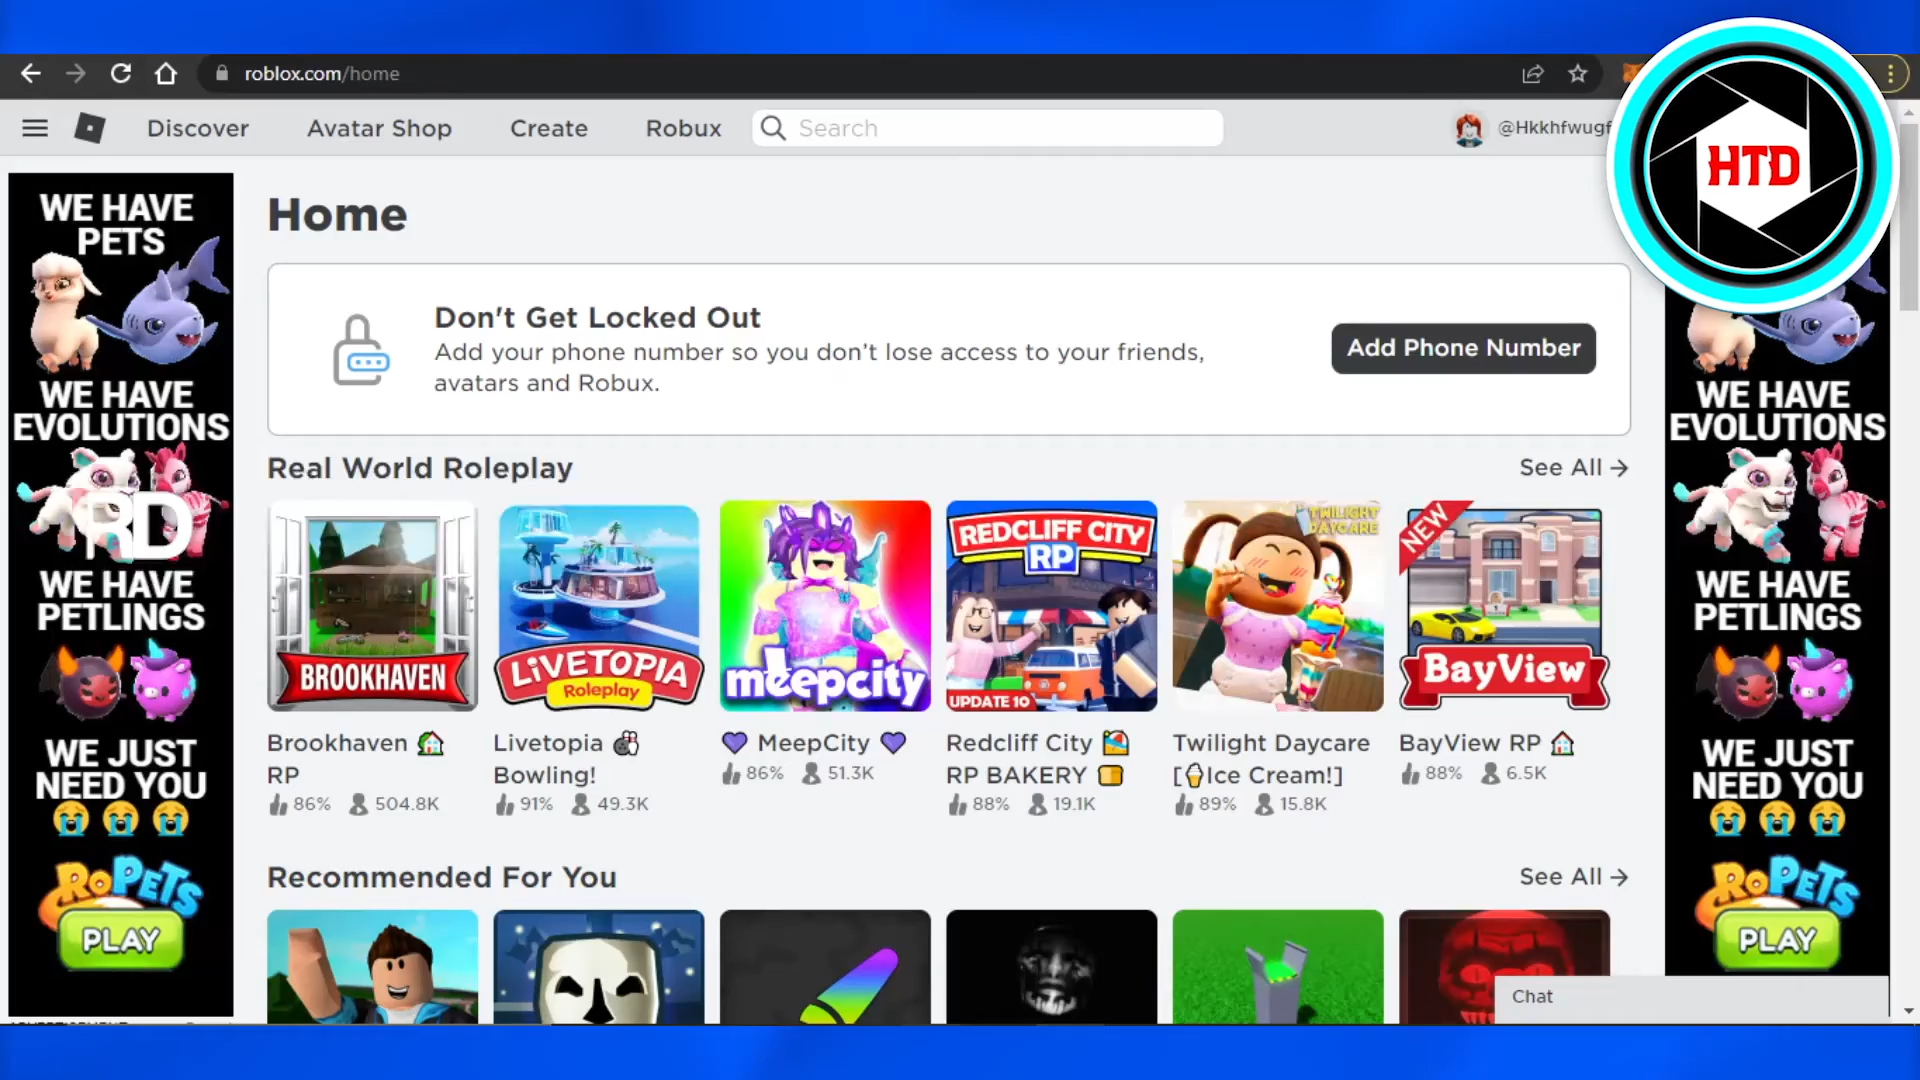 roblox.com/home
Discover
Avatar Shop
Create
Robux
Search
@Hkkhfwugf
HTD
WE HAVE
PETS
WE HAVE
EVOLUTIONS
RD
WE HAVE
PETLINGS
WE JUST
NEED YOU
ROPETS
PLAY
Home
Don't Get Locked Out
Add your phone number so you don’t lose access to your friends,
avatars and Robux.
Add Phone Number
Real World Roleplay
See All →
BROOKHAVEN
LiVETOPIA
Roleplay
meepcity
REDCLIFF CITY
RP
UPDATE 10
TWILIGHT
DAYCARE
NEW
BayView
Brookhaven 🏡
RP
86% 504.8K
Livetopia 🎳
Bowling!
91% 49.3K
💜 MeepCity 💜
86% 51.3K
Redcliff City 🏖
RP BAKERY 🍞
88% 19.1K
Twilight Daycare
[🍦Ice Cream!]
89% 15.8K
BayView RP 🏠
88% 6.5K
Recommended For You
See All →
Chat
WE HAVE
EVOLUTIONS
WE HAVE
PETLINGS
WE JUST
NEED YOU
ROPETS
PLAY